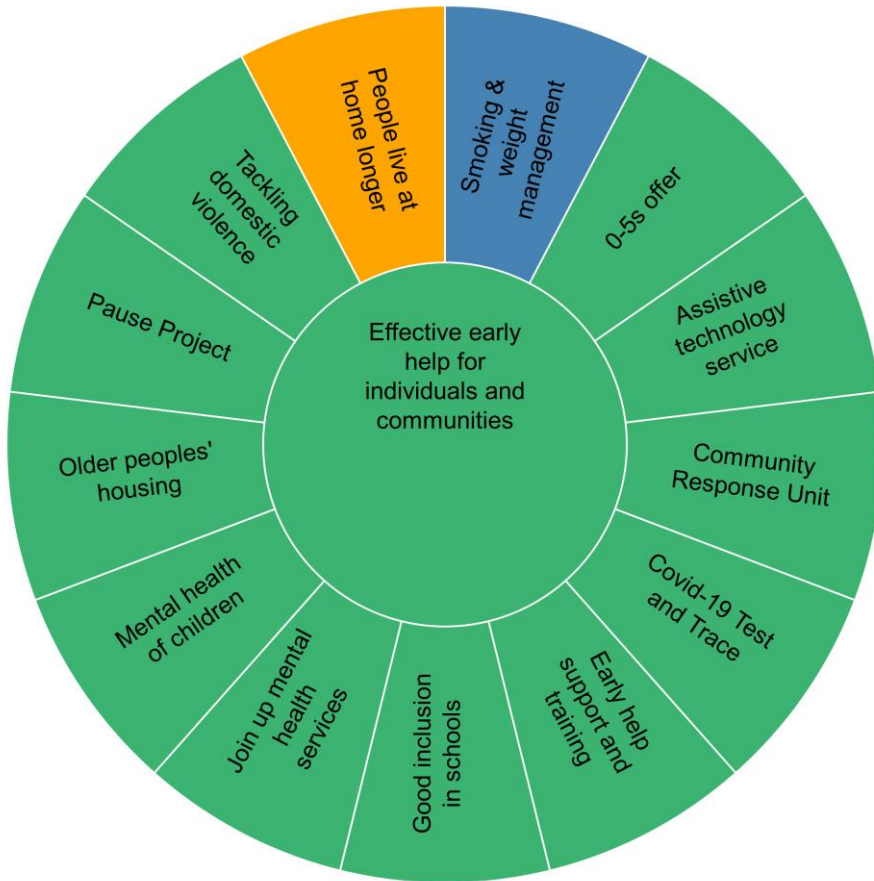 Effective early
help for
individuals and
communities
Smoking &
weight
management
0-5s offer
Assistive
technology
service
Community
Response Unit
Covid-19 Test
and Trace
Early help
support and
training
Good inclusion
in schools
Join up mental
health
services
Mental health
of children
Older peoples'
housing
Pause Project
Tackling
domestic
violence
People live at
home longer